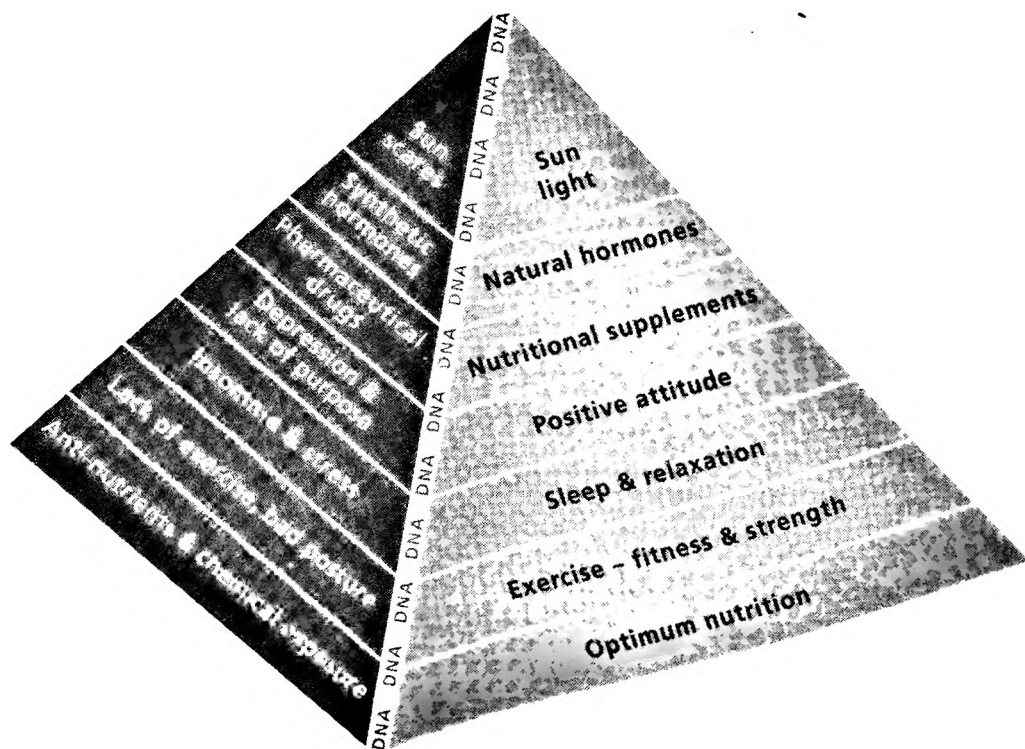 DNA
DNA
DNA
DNA
DNA
DNA
DNA
DNA
DNA
DNA
DNA
DNA
Sun
scares
Synthetic
hormones
Pharmaceutical
drugs
Depression &
lack of purpose
Insomnia & stress
Lack of exercise, bad posture
Anti-nutrients & chemical exposure
Sun
light
Natural hormones
Nutritional supplements
Positive attitude
Sleep & relaxation
Exercise – fitness & strength
Optimum nutrition